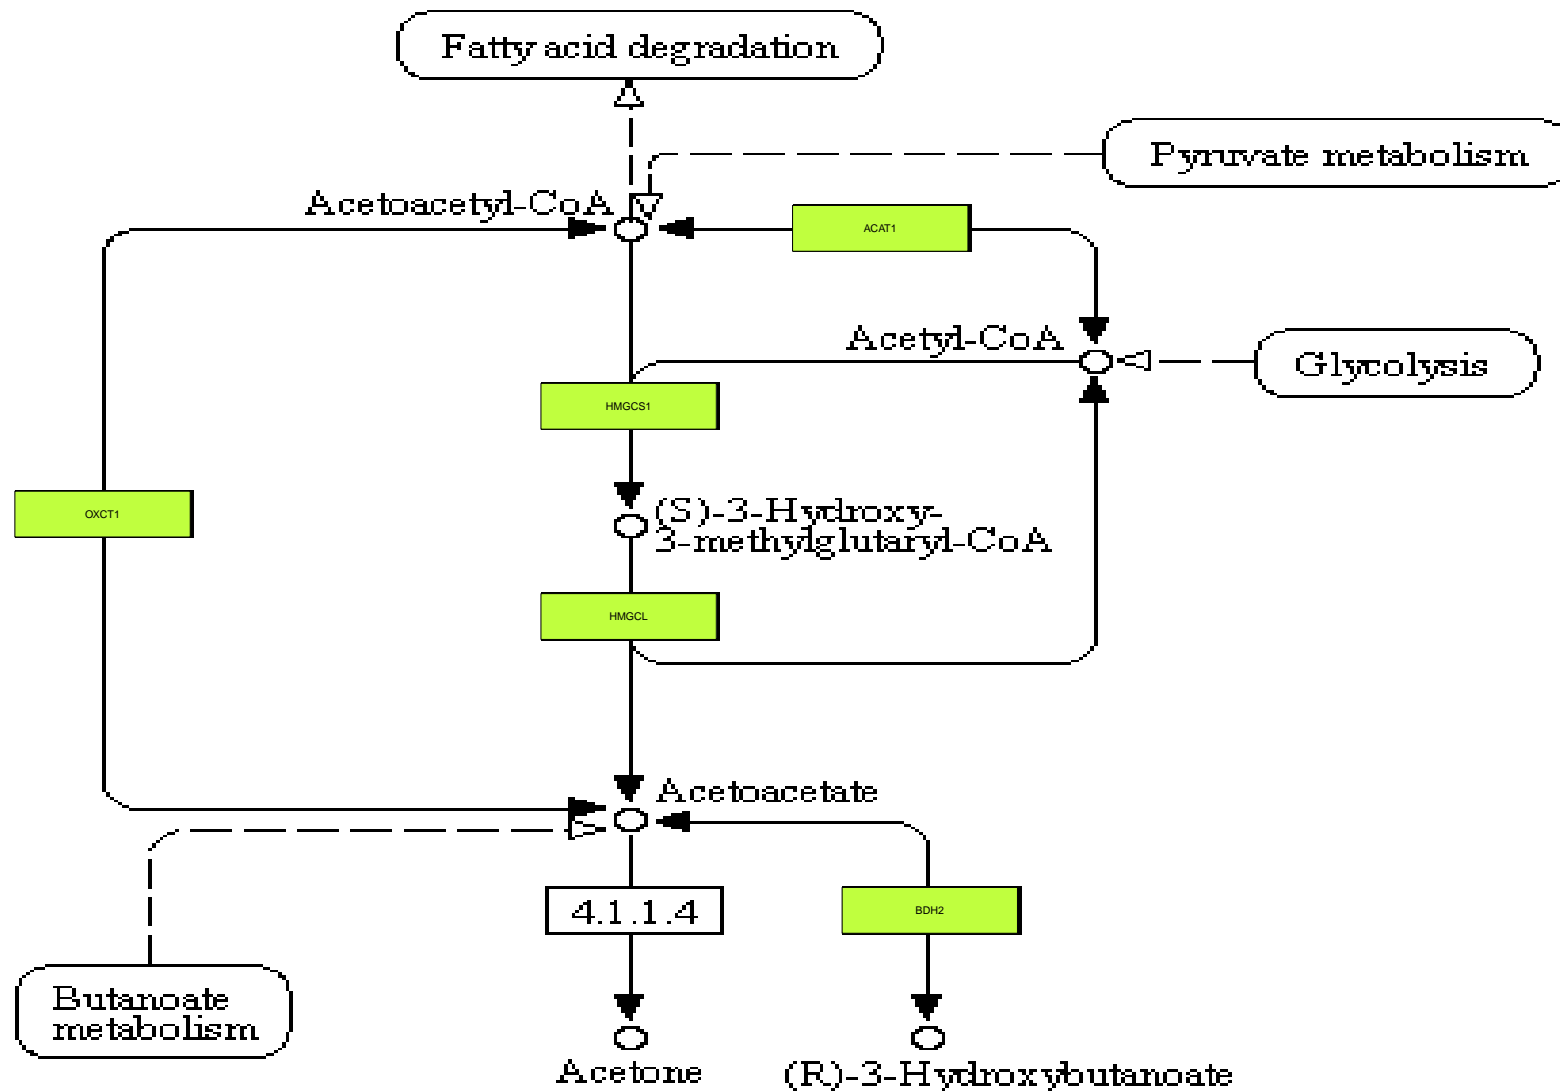 Fatty acid degradation
Pyruvate metabolism
Acetoacetyl-CoA
ACAT1
Acetyl-CoA
Glycolysis
HMGCS1
OXCT1
(S)-3-Hydroxy-
3-methylglutaryl-CoA
HMGCL
Acetoacetate
4.1.1.4
BDH2
Butanoate
metabolism
Acetone
(R)-3-Hydroxybutanoate